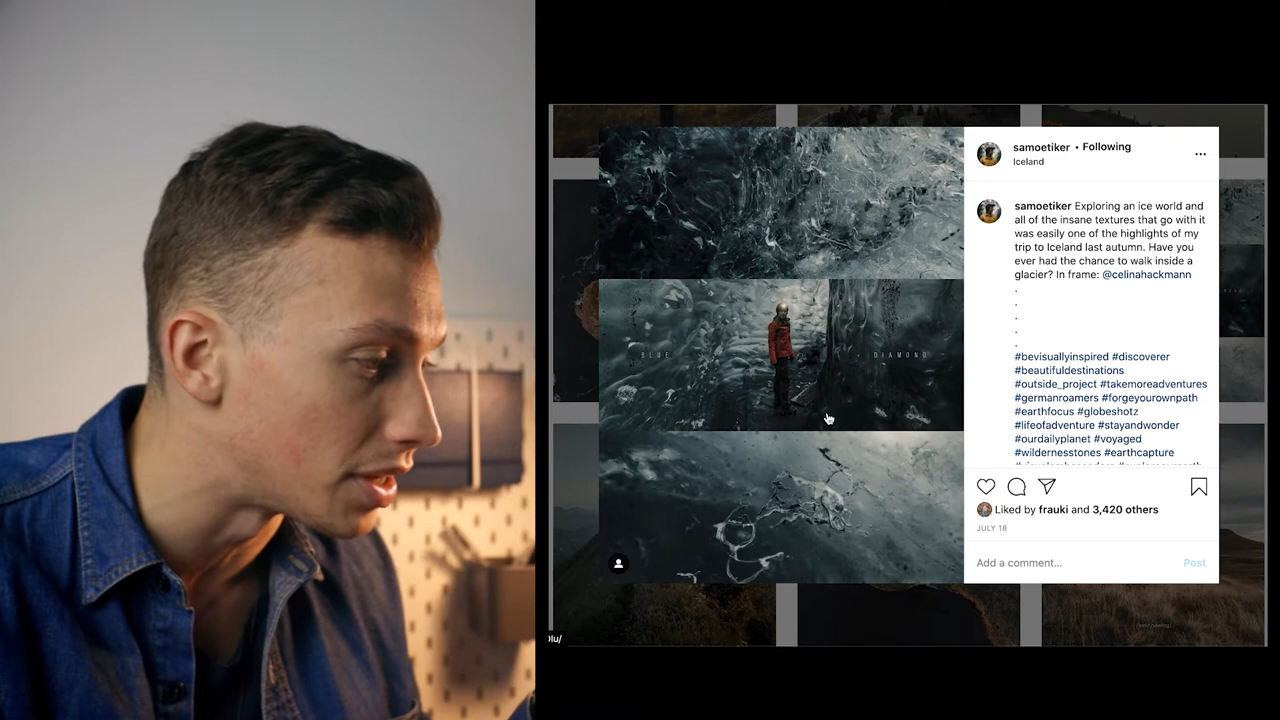 samoetiker • Following
Iceland
samoetiker Exploring an ice world and
all of the insane textures that go with it
was easily one of the highlights of my
trip to Iceland last autumn. Have you
ever had the chance to walk inside a
glacier? In frame: @celinahackmann
.
.
.
.
.
#bevisuallyinspired #discoverer
#beautifuldestinations
#outside_project #takemoreadventures
#germanroamers #forgeyourownpath
#earthfocus #globeshotz
#lifeofadventure #stayandwonder
#ourdailyplanet #voyaged
#wildernesstones #earthcapture
BLUE
DIAMOND
Liked by frauki and 3,420 others
JULY 18
Add a comment...
Post